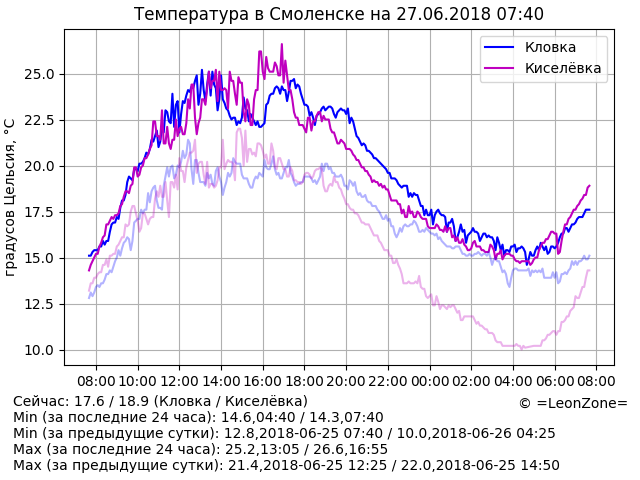 Температура в Смоленске на 27.06.2018 07:40
Кловка
Киселёвка
градусов Цельсия, °C
25.0
22.5
20.0
17.5
15.0
12.5
10.0
08:00 10:00 12:00 14:00 16:00 18:00 20:00 22:00 00:00 02:00 04:00 06:00 08:00
Сейчас: 17.6 / 18.9 (Кловка / Киселёвка)
© =LeonZone=
Min (за последние 24 часа): 14.6,04:40 / 14.3,07:40
Min (за предыдущие сутки): 12.8,2018-06-25 07:40 / 10.0,2018-06-26 04:25
Max (за последние 24 часа): 25.2,13:05 / 26.6,16:55
Max (за предыдущие сутки): 21.4,2018-06-25 12:25 / 22.0,2018-06-25 14:50